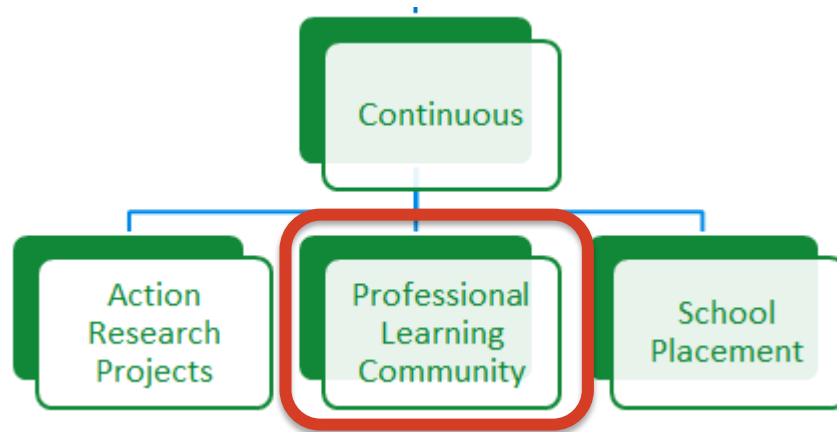 Continuous
Action
Research
Projects
Professional
Learning
Community
School
Placement